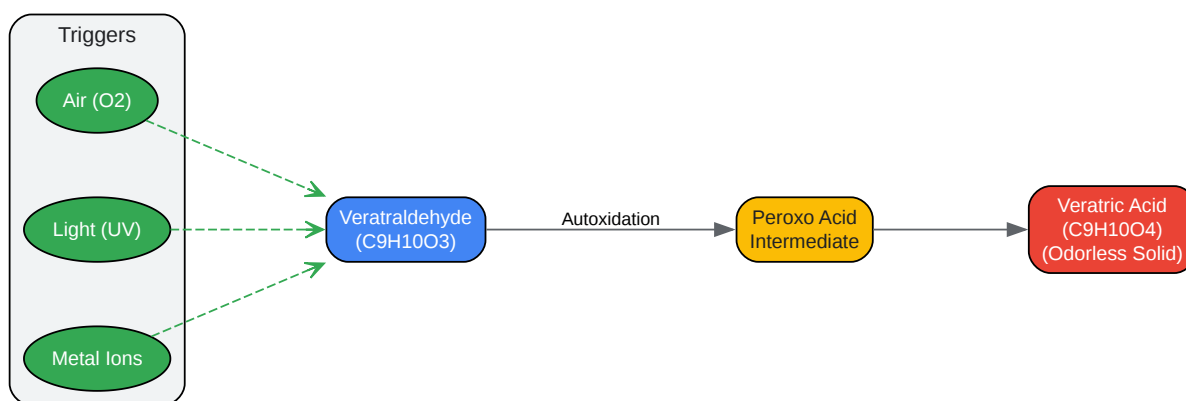 Triggers
Air (O2)
Light (UV)
Metal Ions
Veratraldehyde
(C9H10O3)
Autoxidation
Peroxo Acid
Intermediate
Veratric Acid
(C9H10O4)
(Odorless Solid)